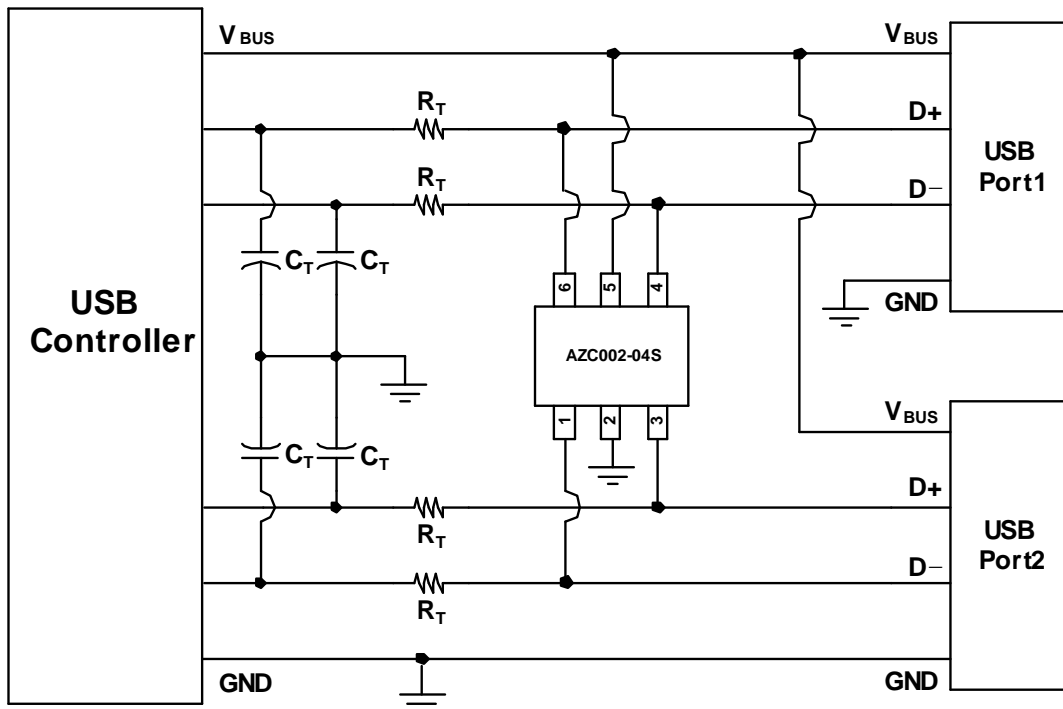 V BUS
V BUS
R T
D+
R T
D–
USB
Port1
C T
C T
6
5
4
GND
USB
Controller
AZC002-04S
1
2
3
V BUS
C T
C T
D+
R T
USB
Port2
D–
R T
GND
GND